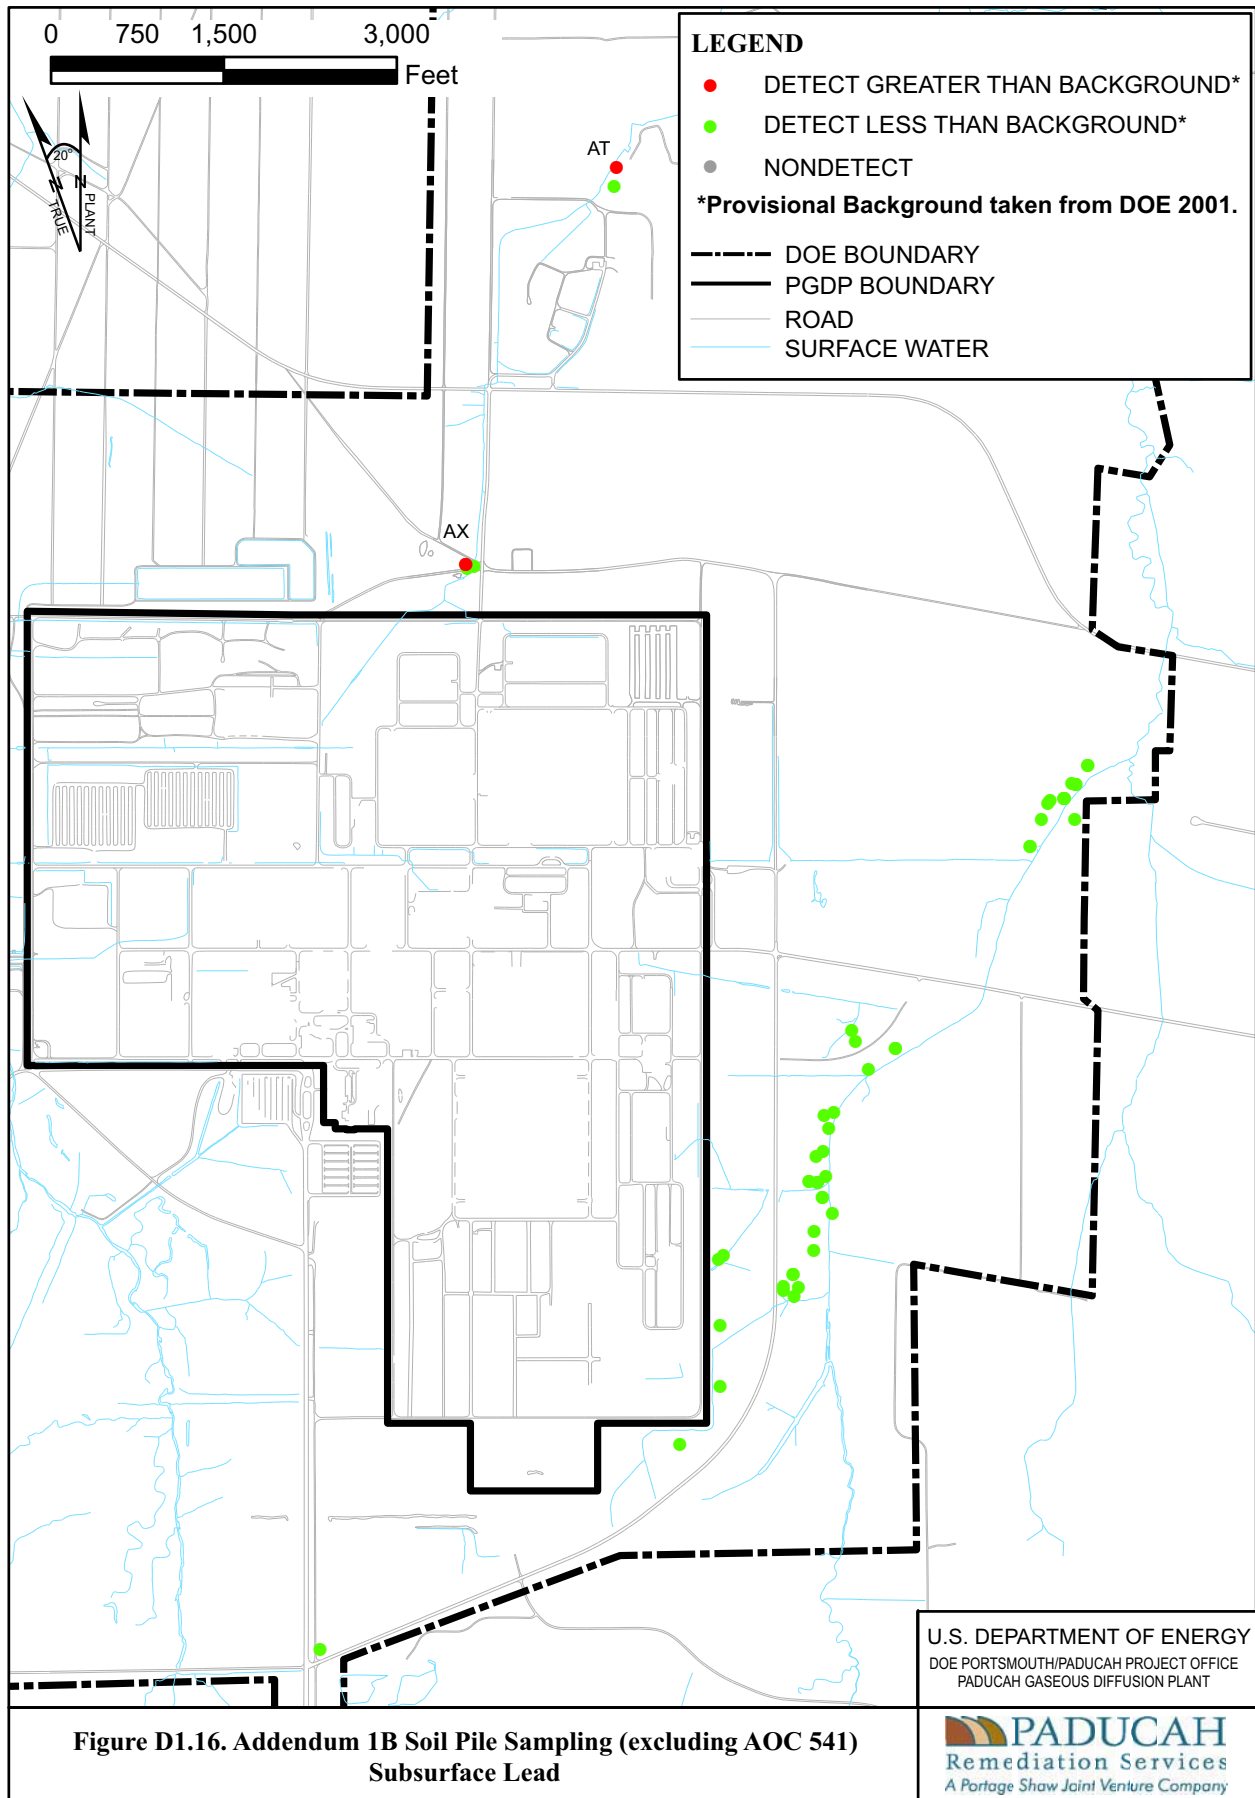 0 750 1,500 3,000
Feet
20°
N N
TRUE PLANT
AT
AX
LEGEND
DETECT GREATER THAN BACKGROUND*
DETECT LESS THAN BACKGROUND*
NONDETECT
*Provisional Background taken from DOE 2001.
DOE BOUNDARY
PGDP BOUNDARY
ROAD
SURFACE WATER
U.S. DEPARTMENT OF ENERGY
DOE PORTSMOUTH/PADUCAH PROJECT OFFICE
PADUCAH GASEOUS DIFFUSION PLANT
Figure D1.16. Addendum 1B Soil Pile Sampling (excluding AOC 541)
Subsurface Lead
PADUCAH
Remediation Services
A Portage Shaw Joint Venture Company